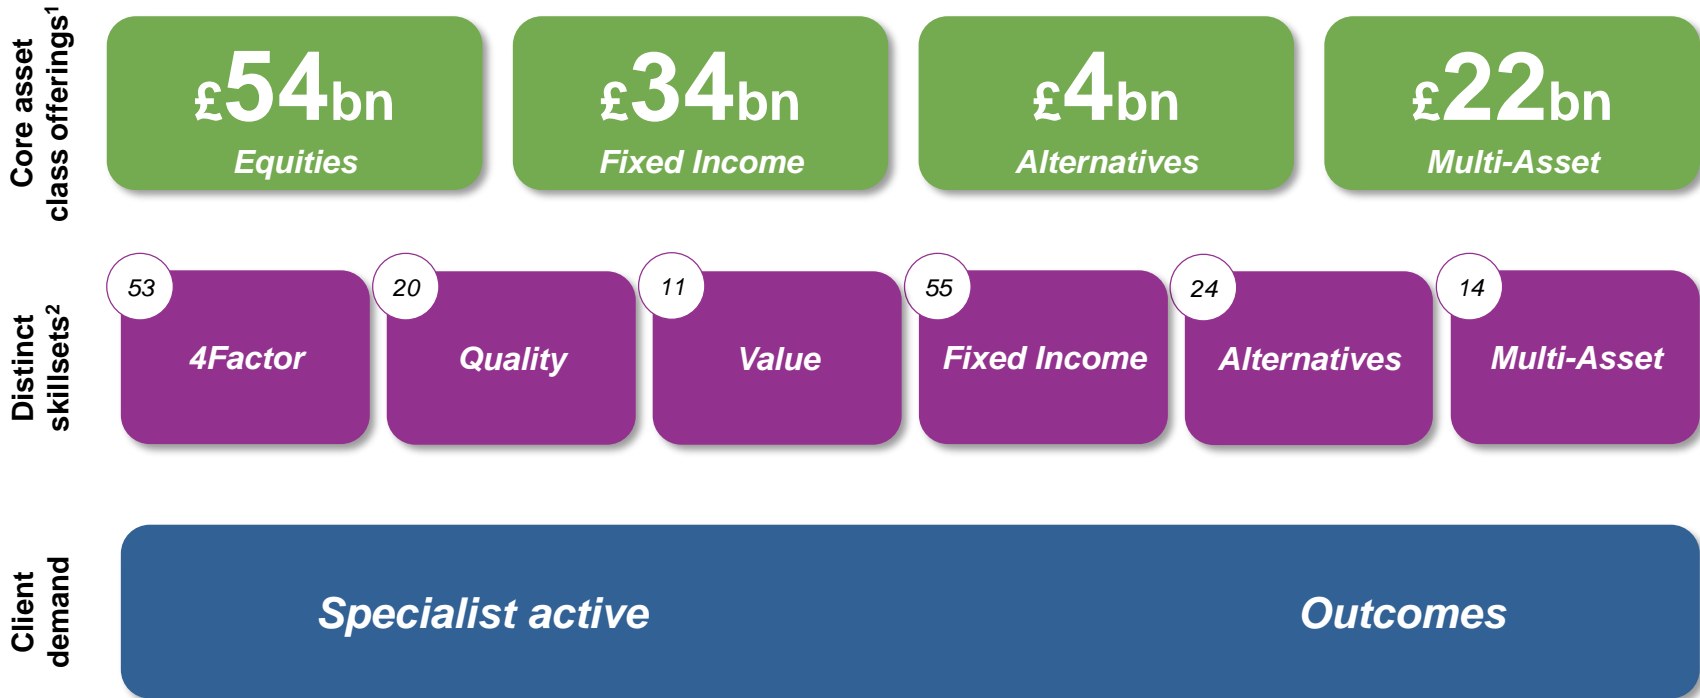 Core asset
class offerings¹
£54bn
Equities
£34bn
Fixed Income
£4bn
Alternatives
£22bn
Multi-Asset
Distinct
skillsets²
53
4Factor
20
Quality
11
Value
55
Fixed Income
24
Alternatives
14
Multi-Asset
Client
demand
Specialist active
Outcomes